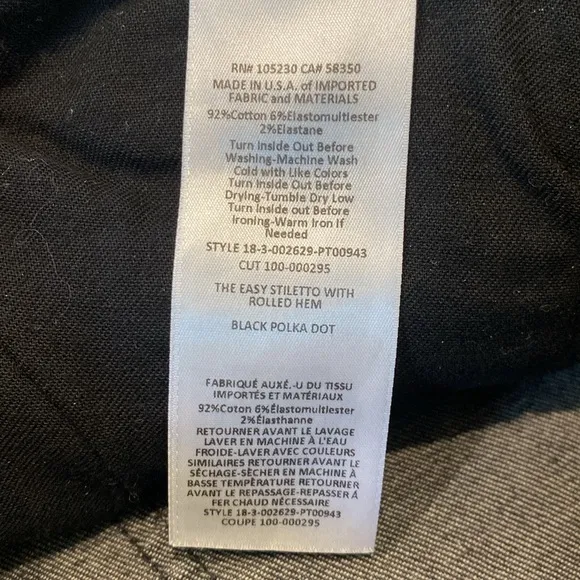 RN# 105230 CA# 58350
MADE IN U.S.A. of IMPORTED
FABRIC and MATERIALS
92%Cotton 6%Elastomultiester
2%Elastane
Turn Inside Out Before
Washing-Machine Wash
Cold with Like Colors
Turn Inside Out Before
Drying-Tumble Dry Low
Turn Inside out Before
Ironing-Warm Iron If
Needed
STYLE 18-3-002629-PT00943
CUT 100-000295
THE EASY STILETTO WITH
ROLLED HEM
BLACK POLKA DOT
FABRIQUÉ AUXÉ.-U DU TISSU
IMPORTÉS ET MATÉRIAUX
92%Coton 6%Élastomultiester
2%Élasthanne
RETOURNER AVANT LE LAVAGE
LAVER EN MACHINE À L'EAU
FROIDE-LAVER AVEC COULEURS
SIMILAIRES RETOURNER AVANT LE
SÉCHAGE-SÈCHER EN MACHINE À
BASSE TEMPÉRATURE RETOURNER
AVANT LE REPASSAGE-REPASSER À
FER CHAUD NÉCESSAIRE
STYLE 18-3-002629-PT00943
COUPE 100-000295